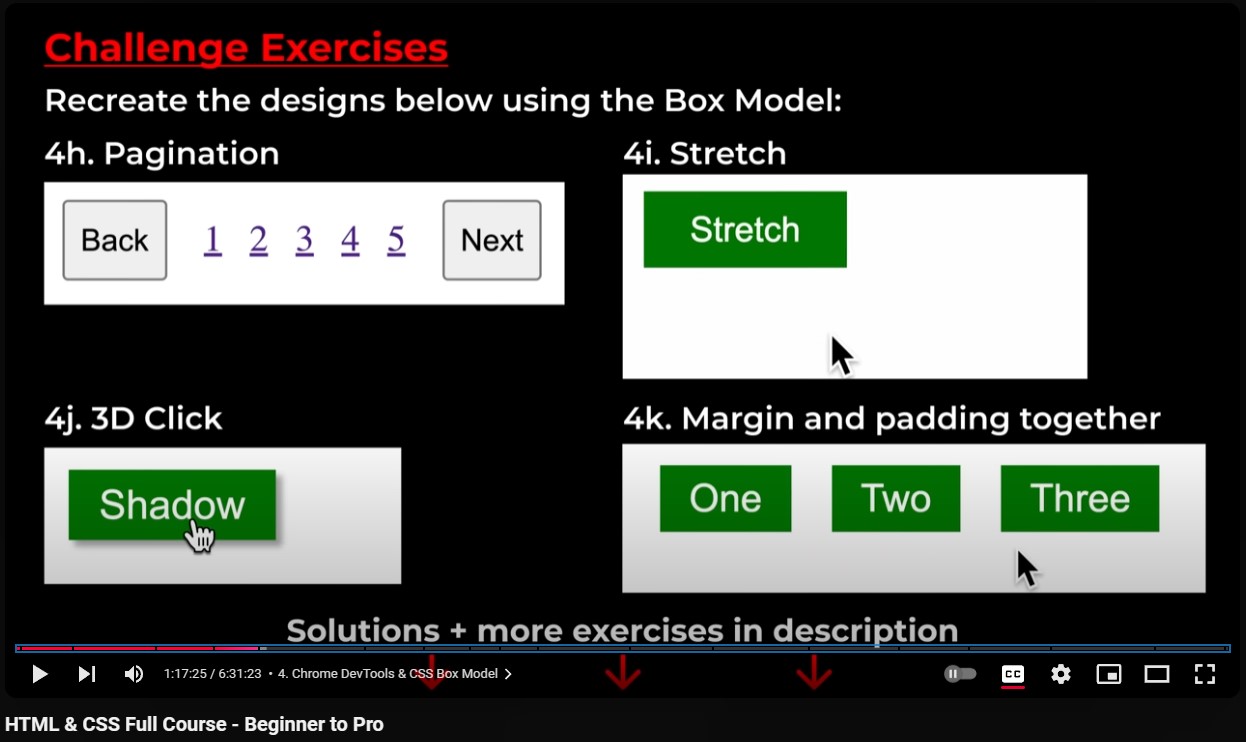 Challenge Exercises
Recreate the designs below using the Box Model:
4h. Pagination
Back 1 2 3 4 5 Next
4i. Stretch
Stretch
4j. 3D Click
Shadow
4k. Margin and padding together
One Two Three
Solutions + more exercises in description
1:17:25 / 6:31:23 • 4. Chrome DevTools & CSS Box Model >
CC
HTML & CSS Full Course - Beginner to Pro